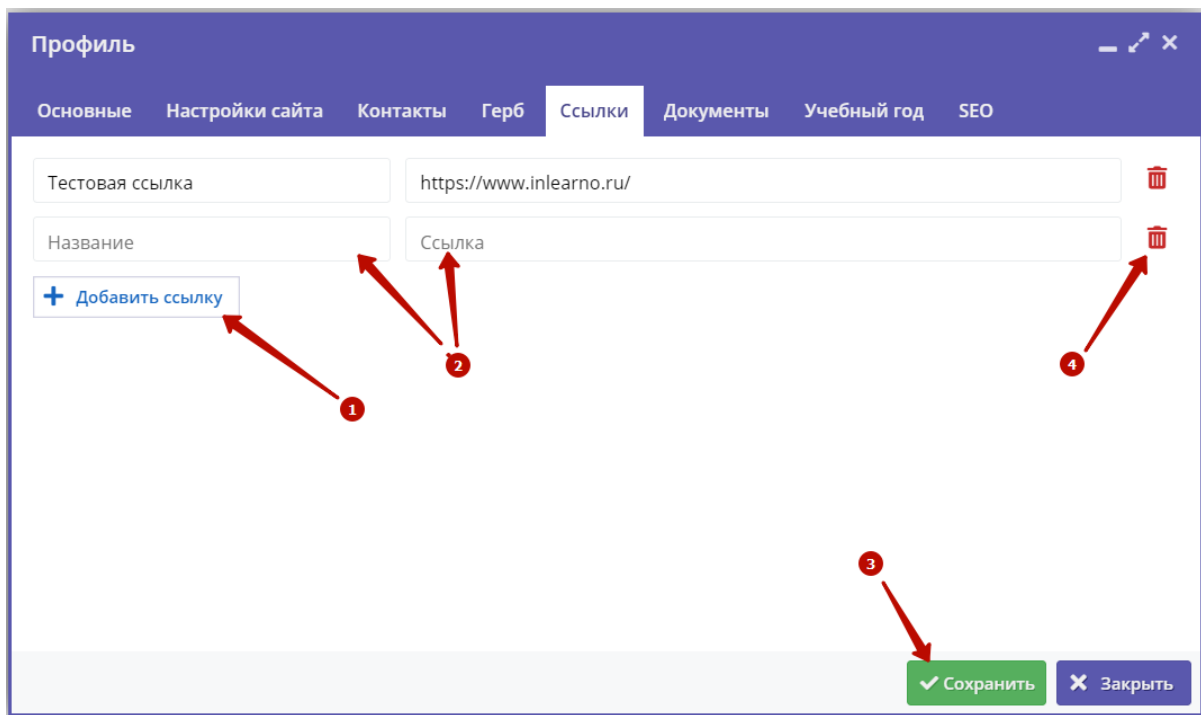 Профиль
Основные Настройки сайта Контакты Герб Ссылки Документы Учебный год SEO
Тестовая ссылка https://www.inlearno.ru/
Название Ссылка
Добавить ссылку
2
4
1
3
Сохранить Закрыть